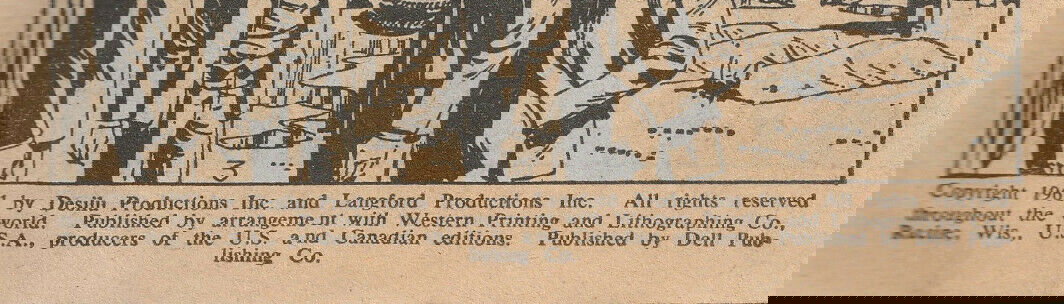 Copyright 1961 by Desilu Productions Inc. and Langford Productions Inc. All rights reserved
throughout the world. Published by arrangement with Western Printing and Lithographing Co.,
Racine, Wis., U.S.A., producers of the U.S. and Canadian editions. Published by Dell Pub-
lishing Co.